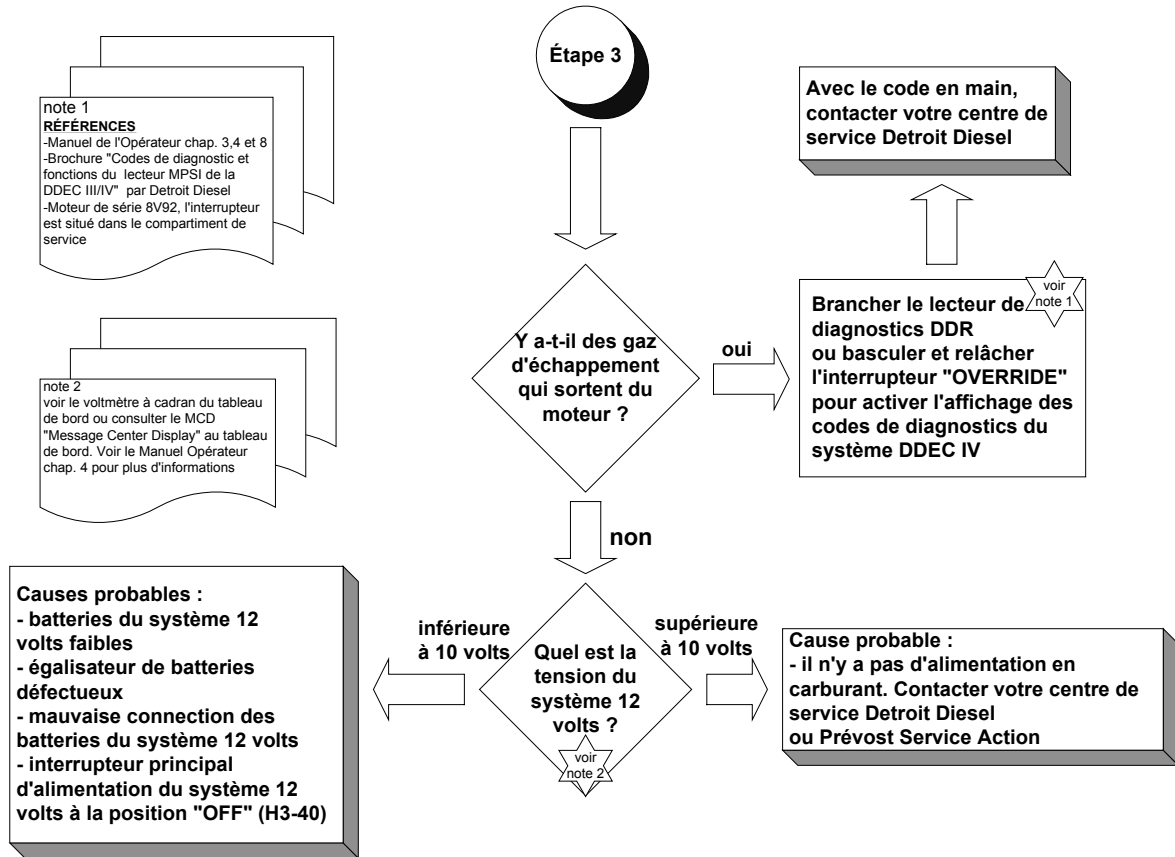 Étape 3
note 1
RÉFÉRENCES
-Manuel de l'Opérateur chap. 3,4 et 8
-Brochure "Codes de diagnostic et
fonctions du lecteur MPSI de la
DDEC III/IV" par Detroit Diesel
-Moteur de série 8V92, l'interrupteur
est situé dans le compartiment de
service
Avec le code en main,
contacter votre centre de
service Detroit Diesel
note 2
voir le voltmètre à cadran du tableau
de bord ou consulter le MCD
"Message Center Display" au tableau
de bord. Voir le Manuel Opérateur
chap. 4 pour plus d'informations
Y a-t-il des gaz
d'échappement
qui sortent du
moteur ?
oui
voir
note 1
Brancher le lecteur de
diagnostics DDR
ou basculer et relâcher
l'interrupteur "OVERRIDE"
pour activer l'affichage des
codes de diagnostics du
système DDEC IV
non
Causes probables :
- batteries du système 12
volts faibles
- égalisateur de batteries
défectueux
- mauvaise connection des
batteries du système 12 volts
- interrupteur principal
d'alimentation du système 12
volts à la position "OFF" (H3-40)
inférieure
à 10 volts
Quel est la
tension du
système 12
volts ?
voir
note 2
supérieure
à 10 volts
Cause probable :
- il n'y a pas d'alimentation en
carburant. Contacter votre centre de
service Detroit Diesel
ou Prévost Service Action